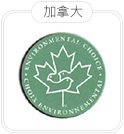 加拿大
ENVIRONMENTAL CHOICE
CHOIX ENVIRONNEMENTAL